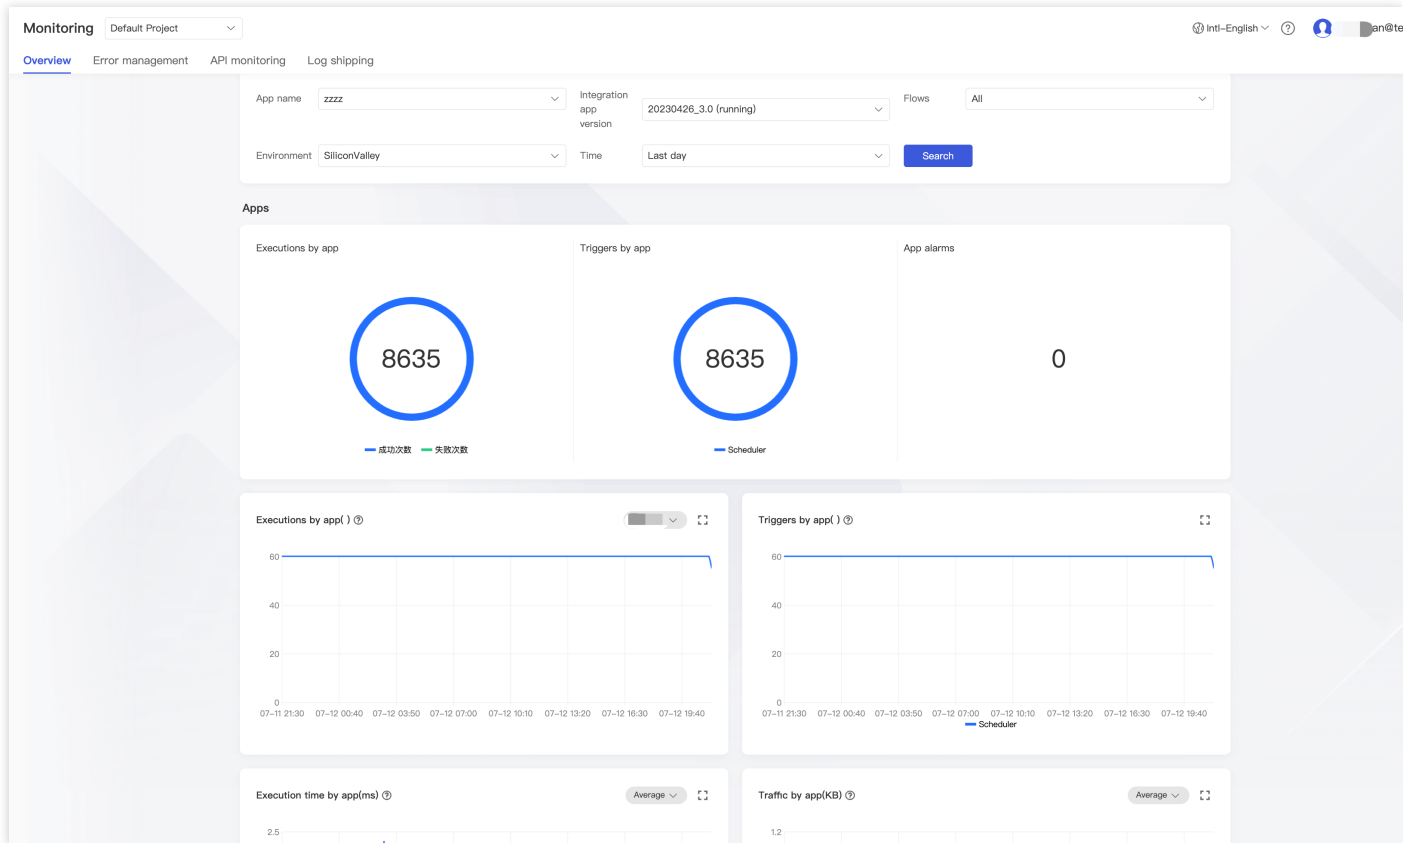 Monitoring Default Project Intl-English an@te
Overview Error management API monitoring Log shipping
App name zzzz Integration app version 20230426_3.0 (running) Flows All
Environment SiliconValley Time Last day Search
Apps
Executions by app Triggers by app App alarms
8635 8635 0
成功次数 失败次数 Scheduler
Executions by app( )
60
40
20
0
07-11 21:30 07-12 00:40 07-12 03:50 07-12 07:00 07-12 10:10 07-12 13:20 07-12 16:30 07-12 19:40
Triggers by app( )
60
40
20
0
07-11 21:30 07-12 00:40 07-12 03:50 07-12 07:00 07-12 10:10 07-12 13:20 07-12 16:30 07-12 19:40
Scheduler
Execution time by app(ms) Average
2.5
Traffic by app(KB) Average
1.2